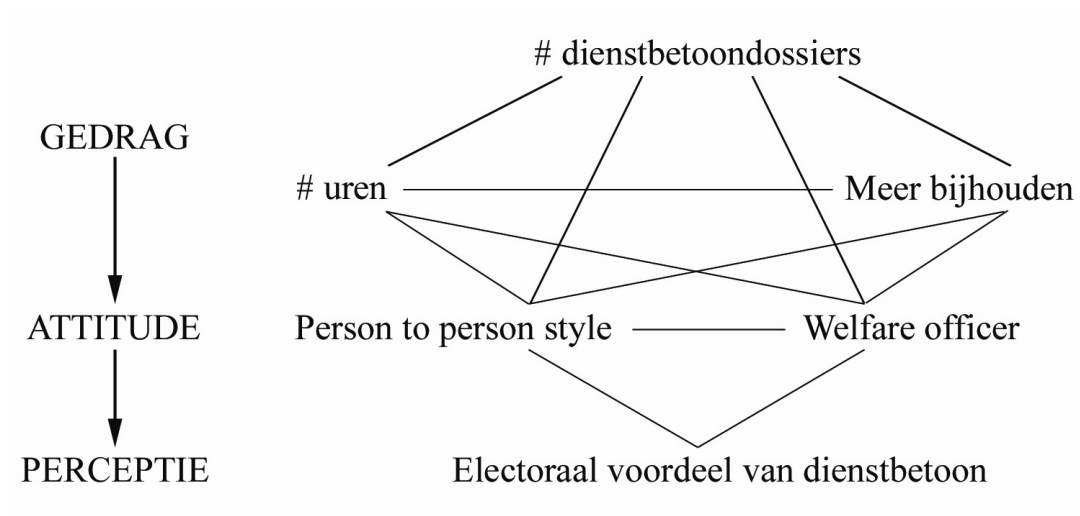 # dienstbetoondossiers
GEDRAG
# uren
Meer bijhouden
ATTITUDE
Person to person style
Welfare officer
PERCEPTIE
Electoraal voordeel van dienstbetoon